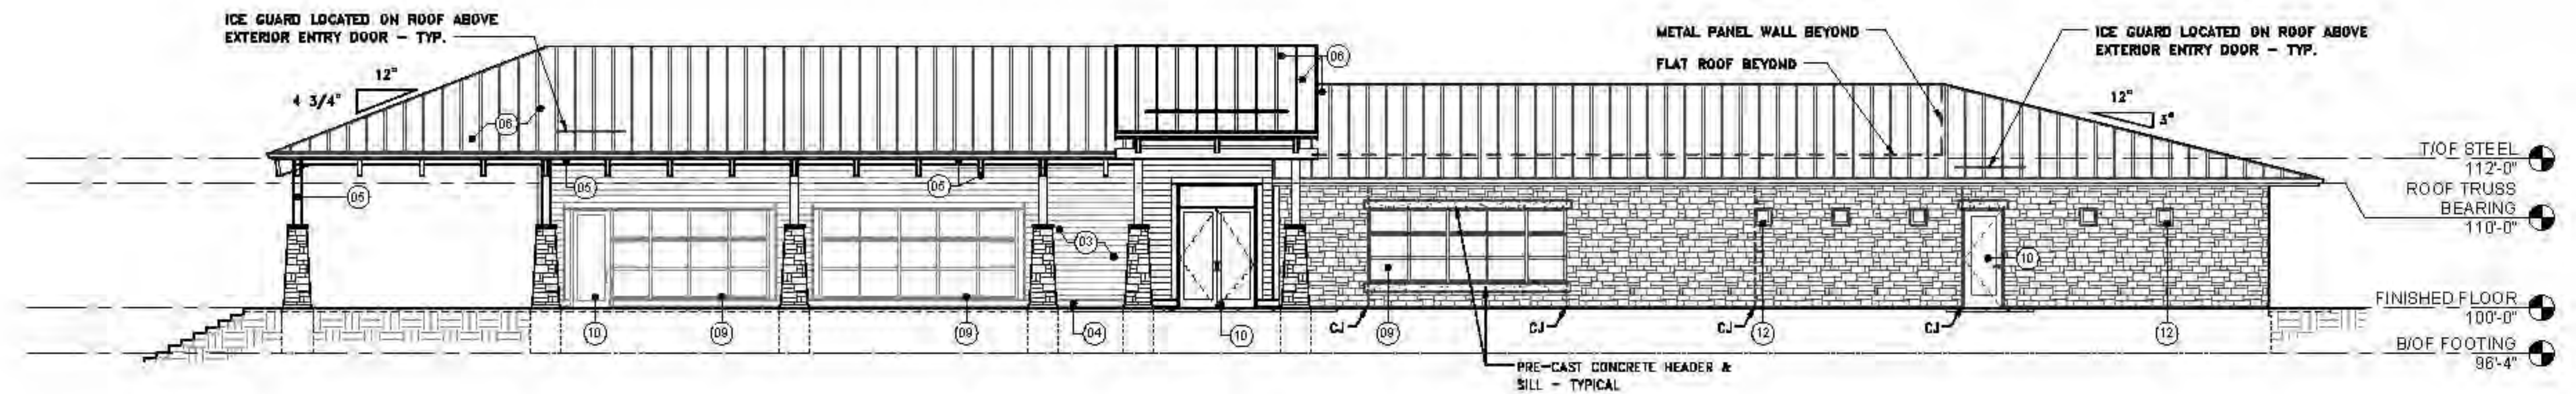 ICE GUARD LOCATED ON ROOF ABOVE
EXTERIOR ENTRY DOOR - TYP.
12"
4 3/4"
06
06
METAL PANEL WALL BEYOND
FLAT ROOF BEYOND
ICE GUARD LOCATED ON ROOF ABOVE
EXTERIOR ENTRY DOOR - TYP.
12"
3"
T/OF STEEL
112'-0"
ROOF TRUSS
BEARING
110'-0"
05
05
05
03
10
FINISHED FLOOR
100'-0"
10
09
09
04
10
CJ
09
CJ
CJ
12
CJ
12
B/OF FOOTING
96'-4"
PRE-CAST CONCRETE HEADER &
SILL - TYPICAL